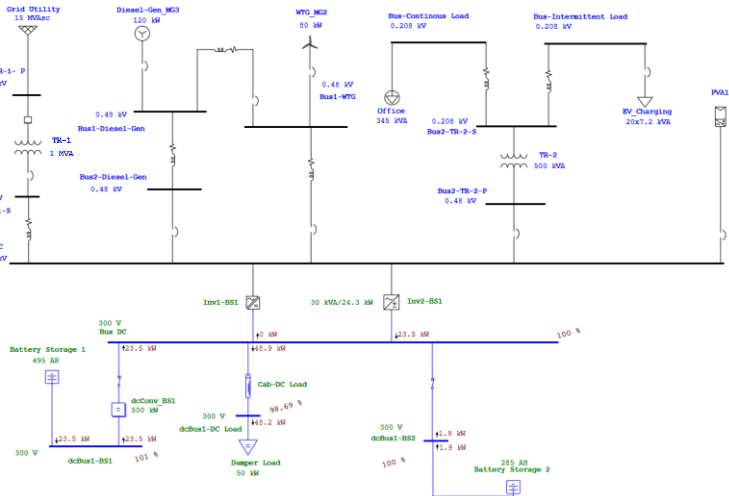 Grid Utility
15 MVAsc
Diesel-Gen_MG3
120 kW
WTG_MG2
80 kW
Bus-Continous Load
0.208 kV
Bus-Intermittent Load
0.208 kV
R-1- P
kV
0.48 kV
Bus1-WTG
PVA1
0.48 kV
Bus1-Diesel-Gen
Office
345 kVA
0.208 kV
Bus2-TR-2-S
EV_Charging
20x7.2 kVA
TR-1
1 MVA
TR-2
500 kVA
Bus2-Diesel-Gen
0.48 kV
Bus2-TR-2-P
0.48 kV
V
-S
C
kV
Inv1-BS1
30 kVA/24.3 kW
Inv2-BS1
300 V
Bus DC
0 kW
23.5 kW
100 %
23.5 kW
48.9 kW
Battery Storage 1
495 AH
Cab-DC Load
dcConv_BS1
500 kW
98.69 %
300 V
dcBus1-DC Load
48.2 kW
300 V
dcBus1-BS2
1.9 kW
1.9 kW
100 %
23.5 kW
23.5 kW
300 V
dcBus1-BS1
101 %
Damper Load
50 kW
285 AH
Battery Storage 2